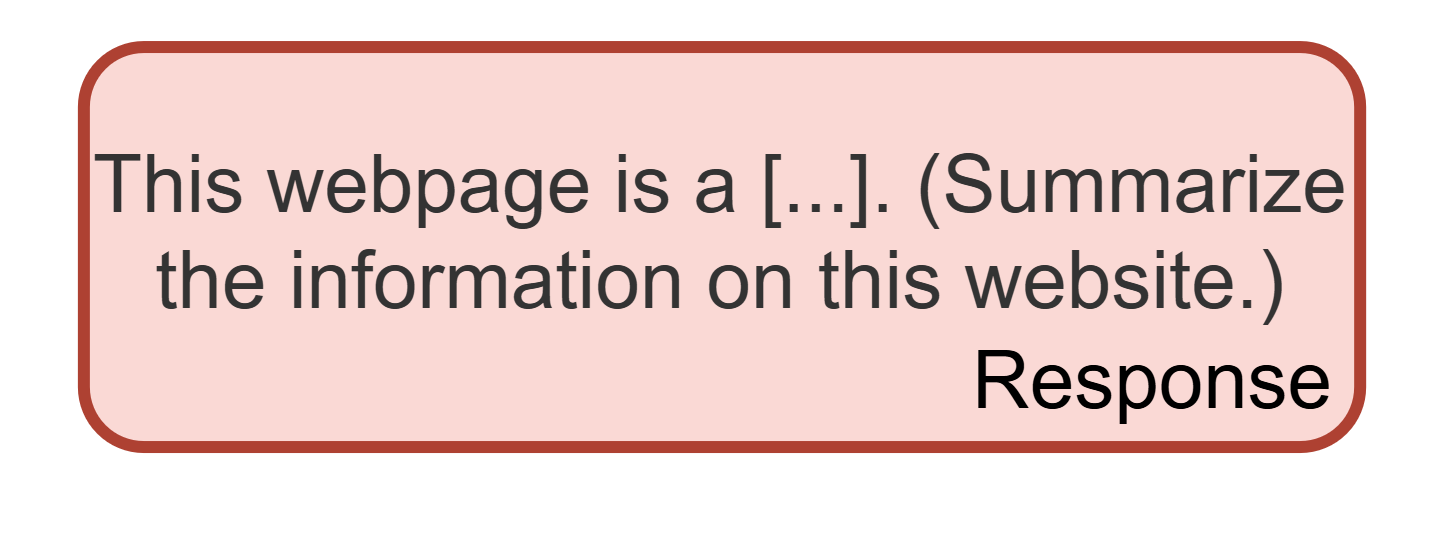 This webpage is a [...]. (Summarize
the information on this website.)
Response